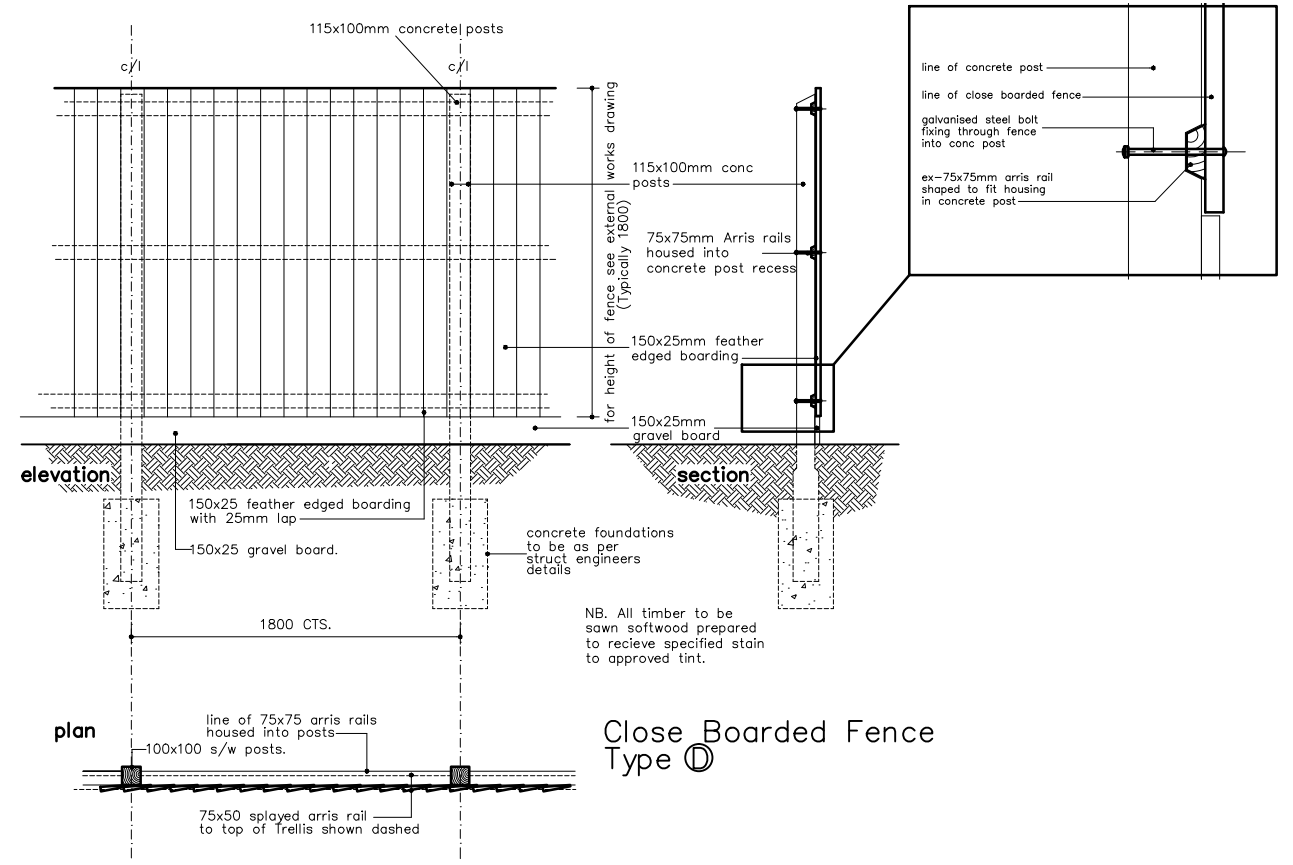 115x100mm concrete posts
c/l
c/l
for height of fence see external works drawing
(Typically 1800)
115x100mm conc
posts
75x75mm Arris rails
housed into
concrete post recess
150x25mm feather
edged boarding
150x25mm
gravel board
line of concrete post
line of close boarded fence
galvanised steel bolt
fixing through fence
into conc post
ex-75x75mm arris rail
shaped to fit housing
in concrete post
elevation
section
150x25 feather edged boarding
with 25mm lap
150x25 gravel board.
concrete foundations
to be as per
struct engineers
details
1800 CTS.
NB. All timber to be
sawn softwood prepared
to recieve specified stain
to approved tint.
plan
line of 75x75 arris rails
housed into posts
100x100 s/w posts.
75x50 splayed arris rail
to top of Trellis shown dashed
Close Boarded Fence
Type D